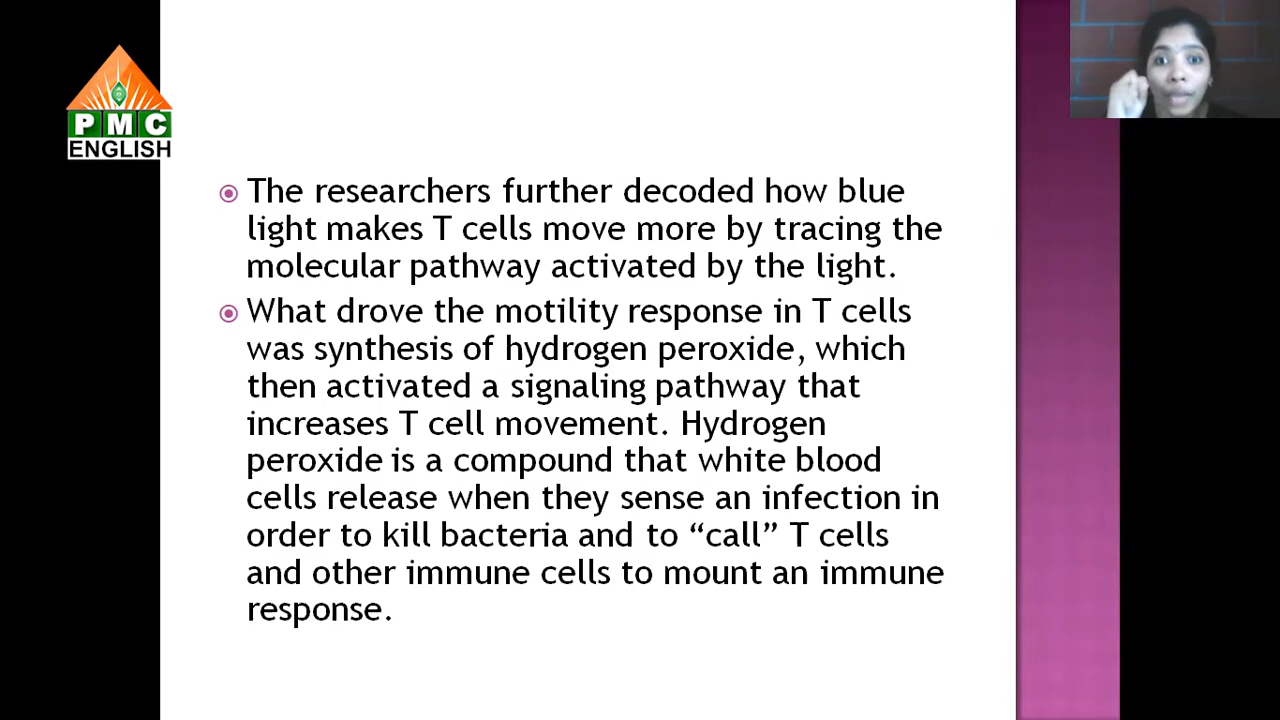 PMC
ENGLISH
The researchers further decoded how blue
light makes T cells move more by tracing the
molecular pathway activated by the light.
What drove the motility response in T cells
was synthesis of hydrogen peroxide, which
then activated a signaling pathway that
increases T cell movement. Hydrogen
peroxide is a compound that white blood
cells release when they sense an infection in
order to kill bacteria and to “call” T cells
and other immune cells to mount an immune
response.